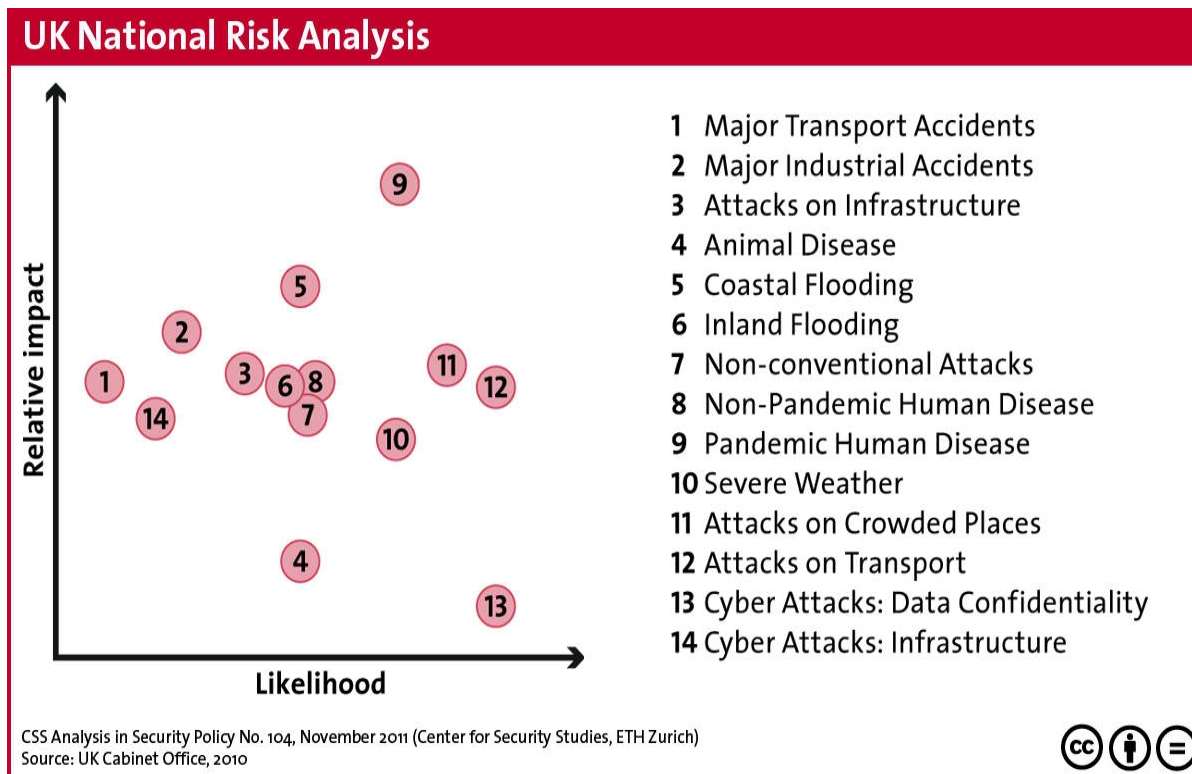 UK National Risk Analysis
Relative impact
9
5
2
1
3
6
8
11
12
14
7
10
4
13
Likelihood
1 Major Transport Accidents
2 Major Industrial Accidents
3 Attacks on Infrastructure
4 Animal Disease
5 Coastal Flooding
6 Inland Flooding
7 Non-conventional Attacks
8 Non-Pandemic Human Disease
9 Pandemic Human Disease
10 Severe Weather
11 Attacks on Crowded Places
12 Attacks on Transport
13 Cyber Attacks: Data Confidentiality
14 Cyber Attacks: Infrastructure
CSS Analysis in Security Policy No. 104, November 2011 (Center for Security Studies, ETH Zurich)
Source: UK Cabinet Office, 2010
cc